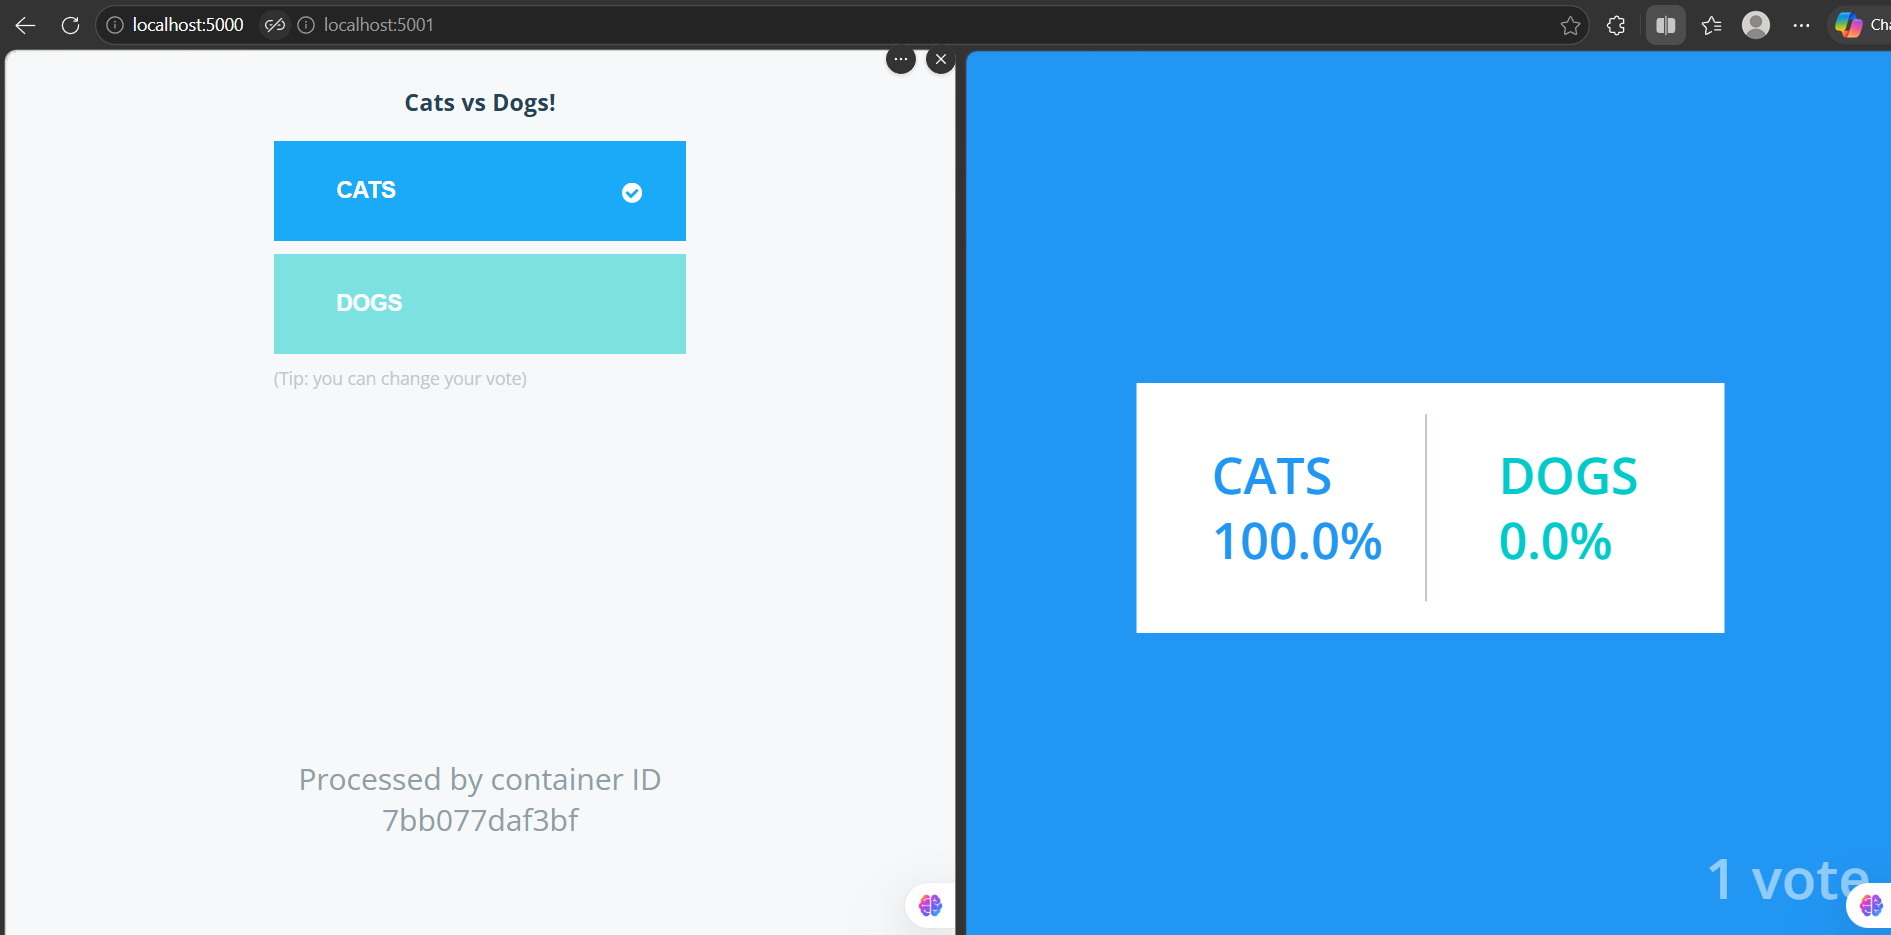 localhost:5000
localhost:5001
Cats vs Dogs!
CATS
DOGS
(Tip: you can change your vote)
Processed by container ID
7bb077daf3bf
CATS
100.0%
DOGS
0.0%
1 vote